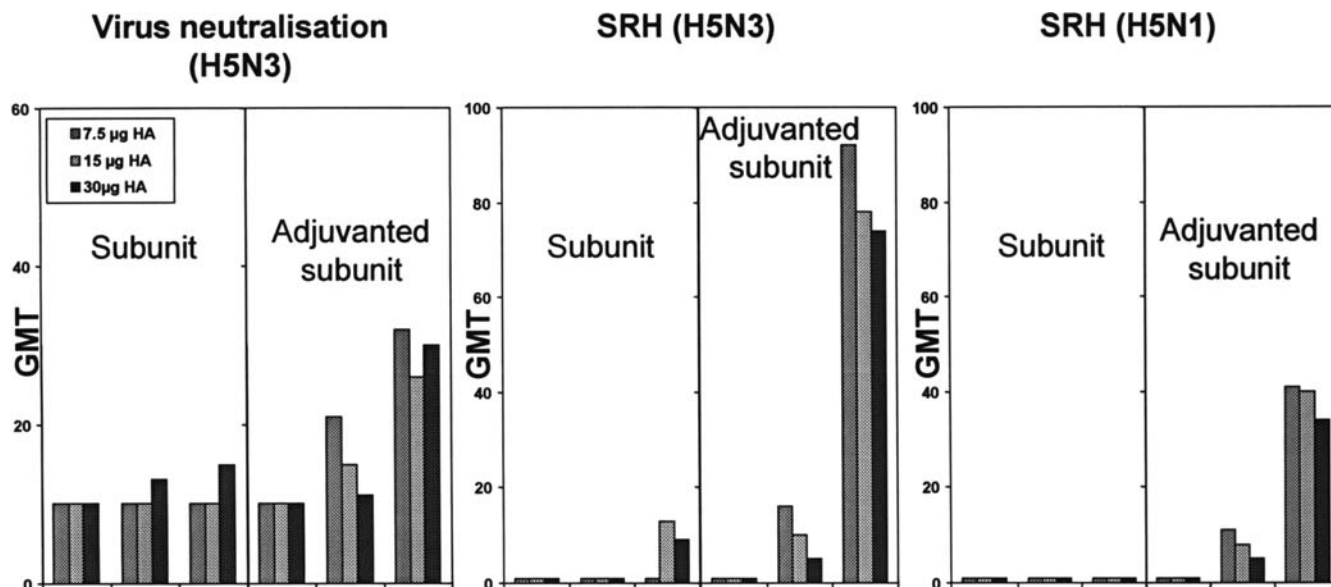 Virus neutralisation
(H5N3)
SRH (H5N3)
SRH (H5N1)
60
40
20
0
GMT
7.5 µg HA
15 µg HA
30µg HA
Subunit
Adjuvanted
subunit
100
80
60
40
20
0
GMT
Subunit
Adjuvanted
subunit
100
80
60
40
20
0
GMT
Subunit
Adjuvanted
subunit